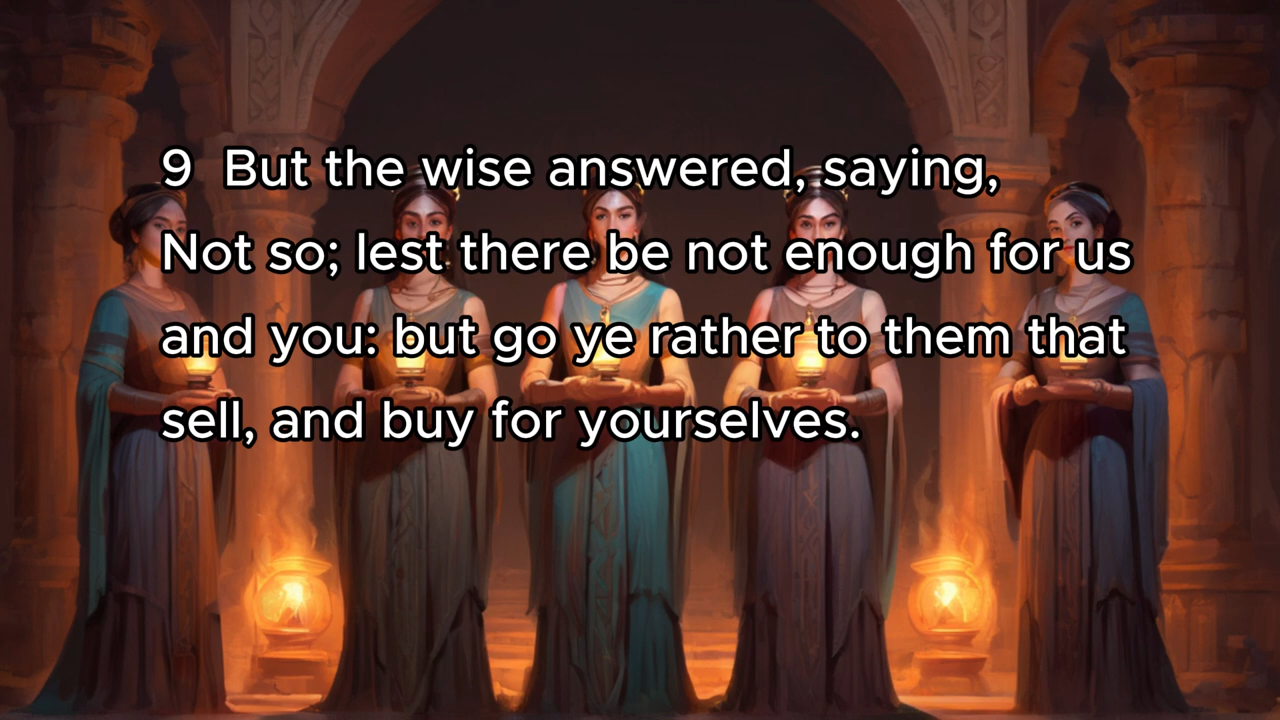 9  But the wise answered, saying,
Not so; lest there be not enough for us
and you: but go ye rather to them that
sell, and buy for yourselves.